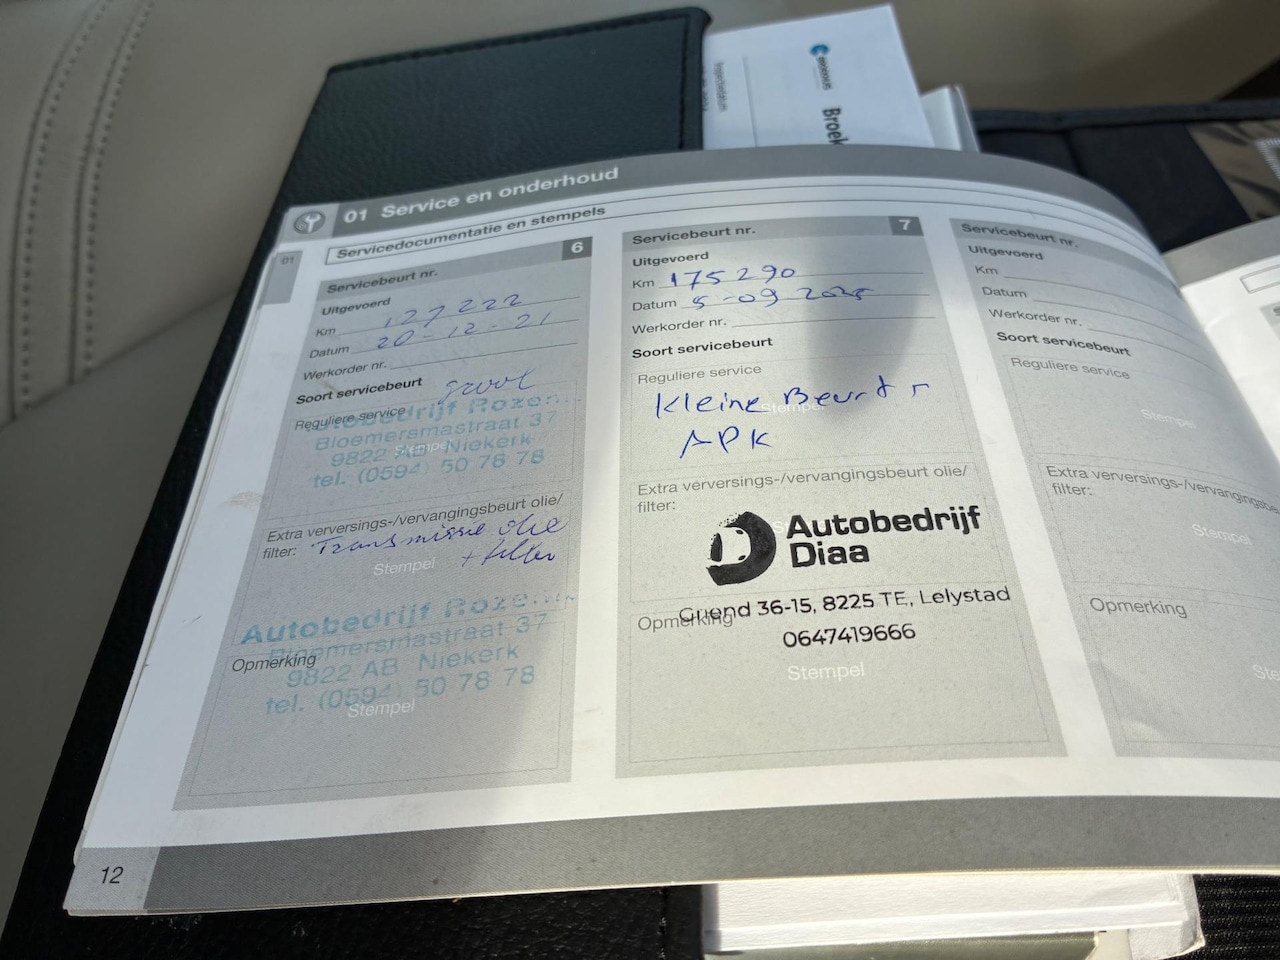 Broek
01 Service en onderhoud
Servicedocumentatie en stempels
01
Servicebeurt nr. 6
Uitgevoerd
Km 127222
Datum 20-12-21
Werkorder nr.
Soort servicebeurt groot
Reguliere service
Autobedrijf Roze
Bloemersmastraat 37
Stempel
9822 AB Niekerk
tel. (0594) 50 78 78
Extra verversings-/vervangingsbeurt olie/
filter: Transmissie olie
+ filter
Stempel
Autobedrijf Roze
Bloemersmastraat 37
Opmerking
9822 AB Niekerk
tel. (0594) 50 78 78
Stempel
Servicebeurt nr. 7
Uitgevoerd
Km 175290
Datum 5-09-2025
Werkorder nr.
Soort servicebeurt
Reguliere service
Kleine Beurt
Stempel
APK
Extra verversings-/vervangingsbeurt olie/
filter:
Autobedrijf
Diaa
36-15, 8225 TE, Lelystad
Opmerking
0647419666
Stempel
Servicebeurt nr.
Uitgevoerd
Km
Datum
Werkorder nr.
Soort servicebeurt
Reguliere service
Stempel
Extra verversings-/vervangingsbe
filter:
Stempel
Opmerking
Ste
12